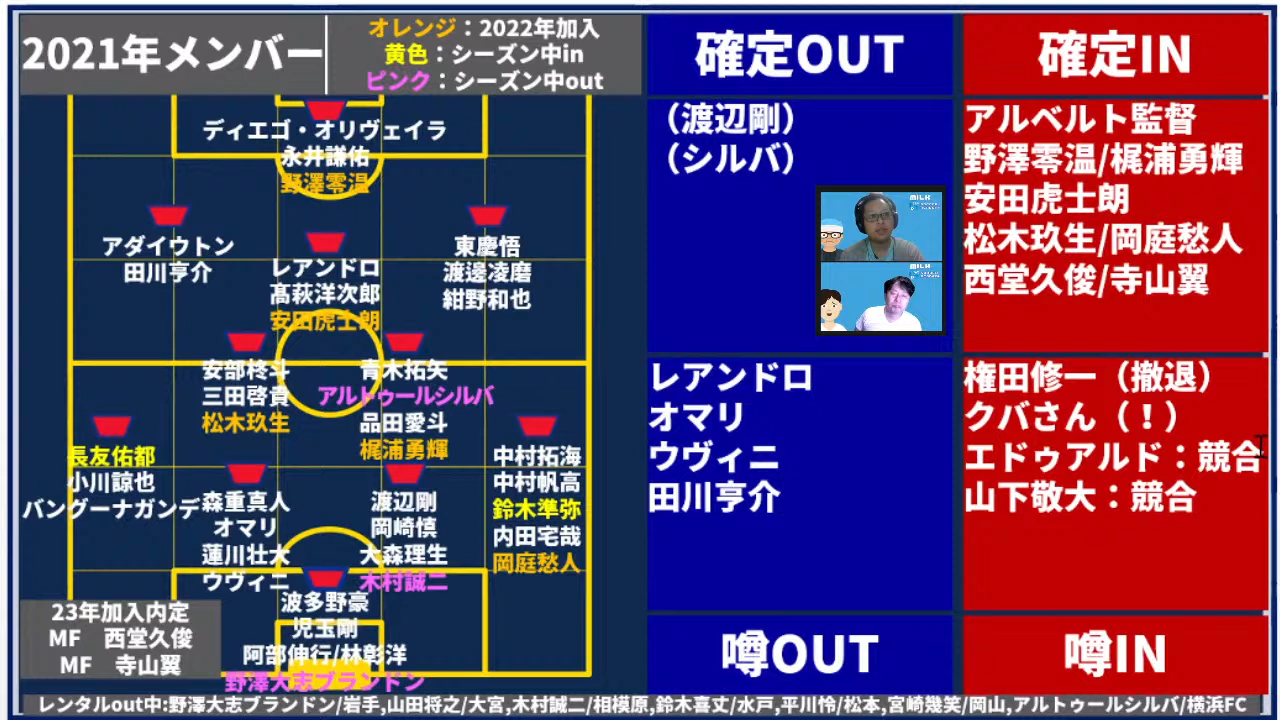 2021年メンバー
オレンジ：2022年加入
黄色：シーズン中in
ピンク：シーズン中out
ディエゴ・オリヴェイラ
永井謙佑
野澤零温
アダイウトン
田川亨介
レアンドロ
髙萩洋次郎
安田虎士朗
東慶悟
渡邊凌磨
紺野和也
安部柊斗
三田啓貴
松木玖生
青木拓矢
アルトゥールシルバ
品田愛斗
梶浦勇輝
長友佑都
小川諒也
バングーナガンデ
森重真人
オマリ
蓮川壮大
ウヴィニ
渡辺剛
岡崎慎
大森理生
木村誠二
中村拓海
中村帆高
鈴木準弥
内田宅哉
岡庭愁人
波多野豪
児玉剛
阿部伸行/林彰洋
野澤大志ブランドン
23年加入内定
MF　西堂久俊
MF　寺山翼
確定OUT
（渡辺剛）
（シルバ）
MILK
MILK
レアンドロ
オマリ
ウヴィニ
田川亨介
噂OUT
確定IN
アルベルト監督
野澤零温/梶浦勇輝
安田虎士朗
松木玖生/岡庭愁人
西堂久俊/寺山翼
権田修一（撤退）
クバさん（！）
エドゥアルド：競合
山下敬大：競合
噂IN
レンタルout中:野澤大志ブランドン/岩手,山田将之/大宮,木村誠二/相模原,鈴木喜丈/水戸,平川怜/松本,宮崎幾笑/岡山,アルトゥールシルバ/横浜FC